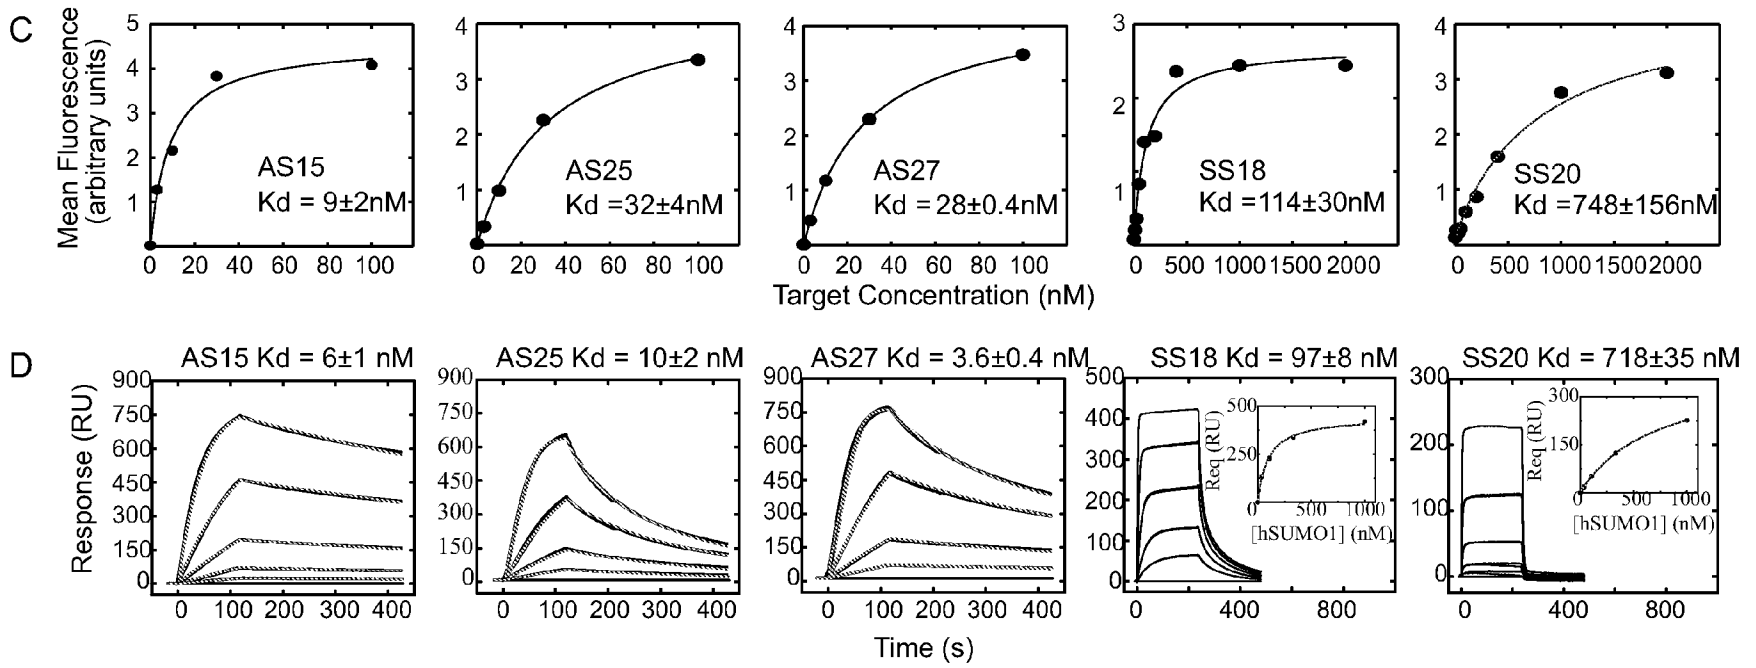 C
Mean Fluorescence
(arbitrary units)
5
4
3
2
1
0 20 40 60 80 100
AS15
Kd = 9±2nM
4
3
2
1
0 20 40 60 80 100
AS25
Kd =32±4nM
4
3
2
1
0 20 40 60 80 100
AS27
Kd =28±0.4nM
3
2
1
0 500 1000 1500 2000
SS18
Kd =114±30nM
4
3
2
1
0 500 1000 1500 2000
SS20
Kd =748±156nM
Target Concentration (nM)
D
Response (RU)
AS15 Kd = 6±1 nM
900
750
600
450
300
150
0
0 100 200 300 400
AS25 Kd = 10±2 nM
900
750
600
450
300
150
0
0 100 200 300 400
AS27 Kd = 3.6±0.4 nM
900
750
600
450
300
150
0
0 100 200 300 400
SS18 Kd = 97±8 nM
500
400
300
200
100
0
0 400 800
Req (RU)
500
250
0
0 500 1000
[hSUMO1] (nM)
SS20 Kd = 718±35 nM
300
200
100
0
0 400 800
Req (RU)
300
150
0
0 500 1000
[hSUMO1] (nM)
Time (s)